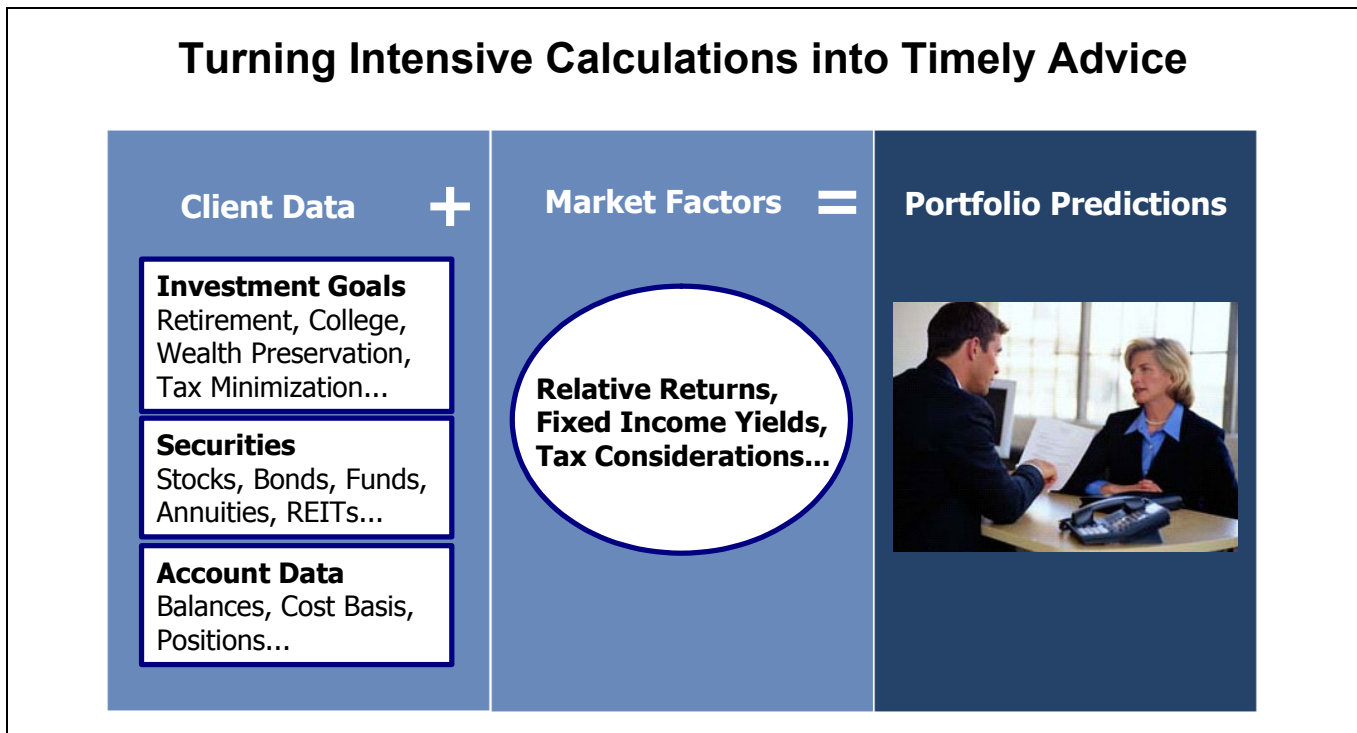 Turning Intensive Calculations into Timely Advice
Client Data +
Investment Goals
Retirement, College,
Wealth Preservation,
Tax Minimization...
Securities
Stocks, Bonds, Funds,
Annuities, REITs...
Account Data
Balances, Cost Basis,
Positions...
Market Factors =
Relative Returns,
Fixed Income Yields,
Tax Considerations...
Portfolio Predictions